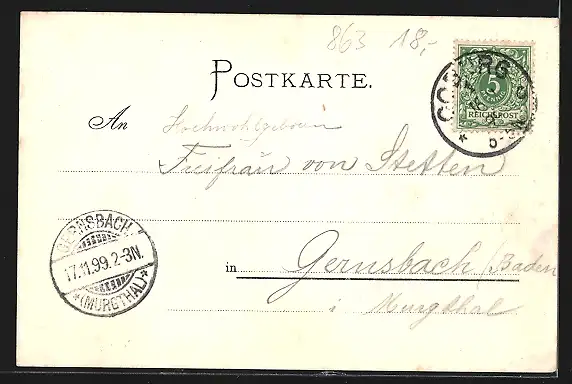 863 18,-
POSTKARTE.
COBURG
5
REICHSPOST
An Hochwohlgeboren
Freifrau von Stetten
GERNSBACH.
17.11.99.2-3N.
*(MURGTHAL)*
in Gernsbach (Baden
i Murgthal